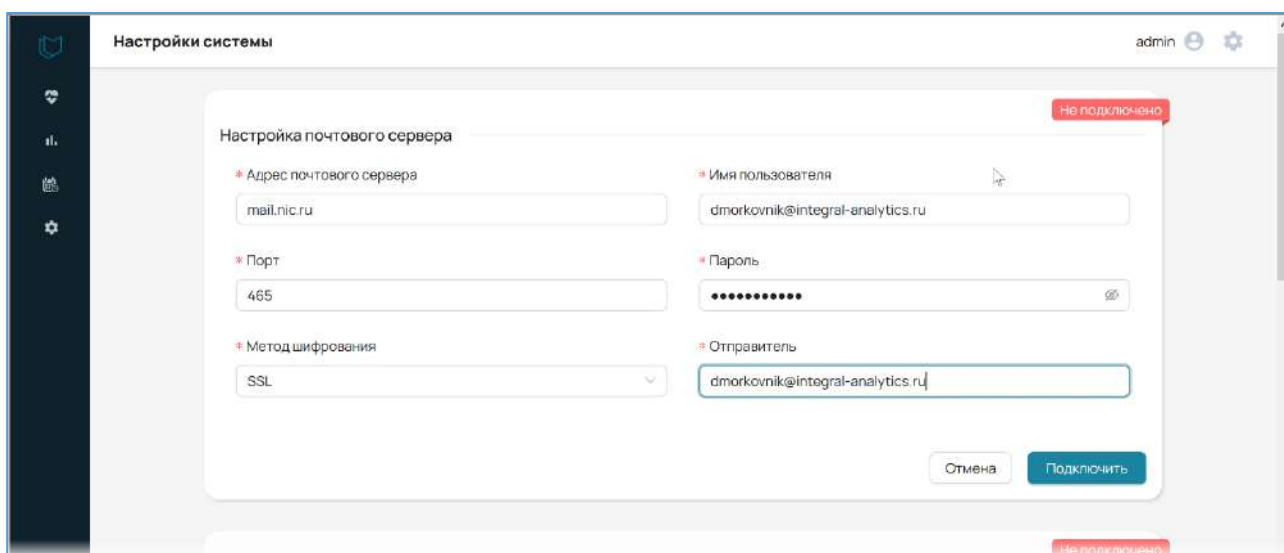 Настройки системы
admin
Не подключено
Настройка почтового сервера
* Адрес почтового сервера
* Имя пользователя
mail.nic.ru
dmorkovnik@integral-analytics.ru
* Порт
* Пароль
465
•••••••••••
* Метод шифрования
* Отправитель
SSL
dmorkovnik@integral-analytics.ru
Отмена
Подключить
Не подключено